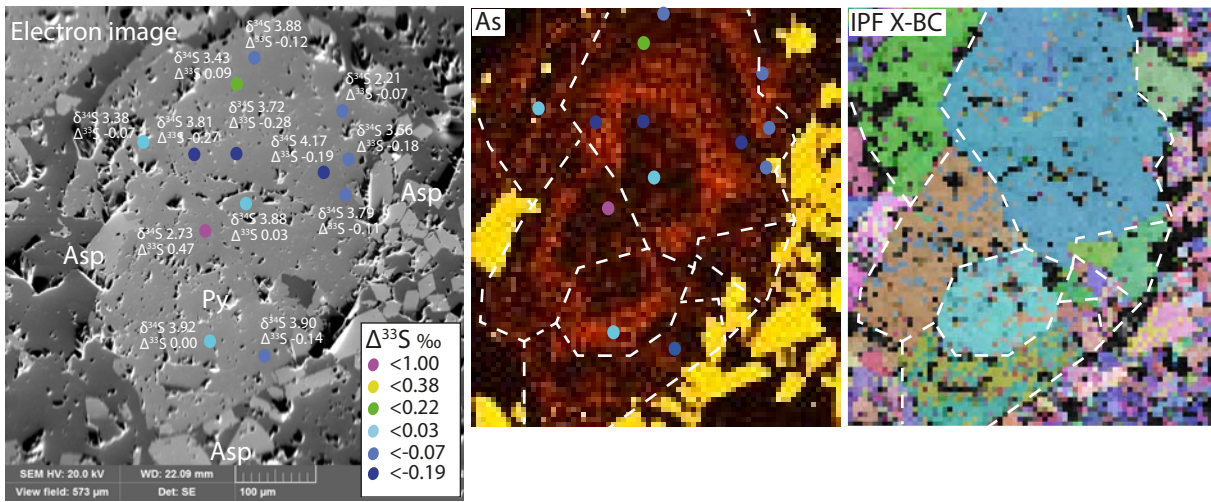 Electron image
δ³⁴S 3.88
Δ³³S -0.12
δ³⁴S 3.43
Δ³³S 0.09
δ³⁴S 2.21
Δ³³S -0.07
δ³⁴S 3.38
Δ³³S -0.07
δ³⁴S 3.81
Δ³³S -0.27
δ³⁴S 3.72
Δ³³S -0.28
δ³⁴S 4.17
Δ³³S -0.19
δ³⁴S 3.56
Δ³³S -0.18
Asp
δ³⁴S 3.79
Δ³³S -0.11
δ³⁴S 3.88
Δ³³S 0.03
δ³⁴S 2.73
Δ³³S 0.47
Asp
Py
δ³⁴S 3.92
Δ³³S 0.00
δ³⁴S 3.90
Δ³³S -0.14
Asp
Δ³³S ‰
<1.00
<0.38
<0.22
<0.03
<-0.07
<-0.19
SEM HV: 20.0 kV WD: 22.09 mm
View field: 573 µm Det: SE 100 µm
As
IPF X-BC